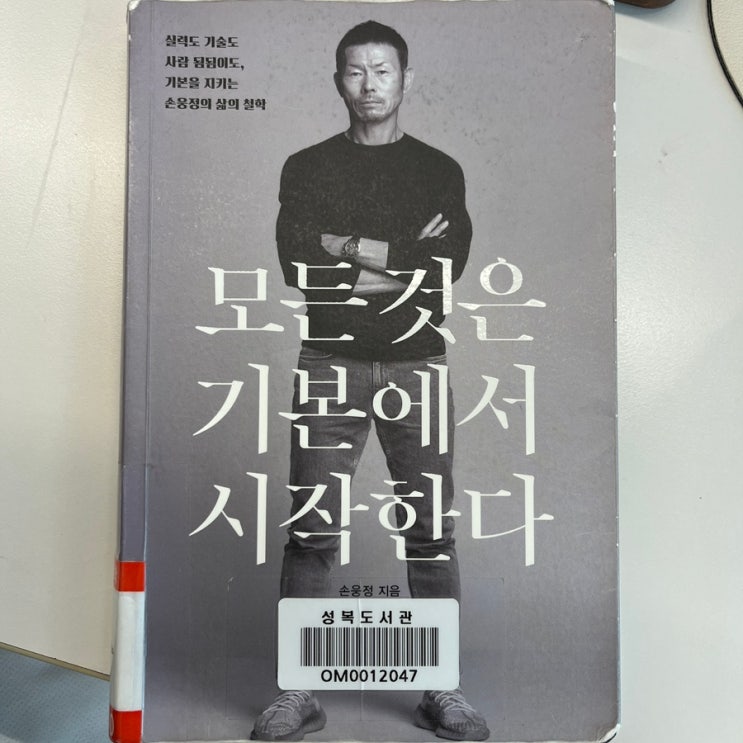 실력도 기술도
사람 됨됨이도,
기본을 지키는
손웅정의 삶의 철학
모든 것은
기본에서
시작한다
손웅정 지음
성복도서관
OM0012047